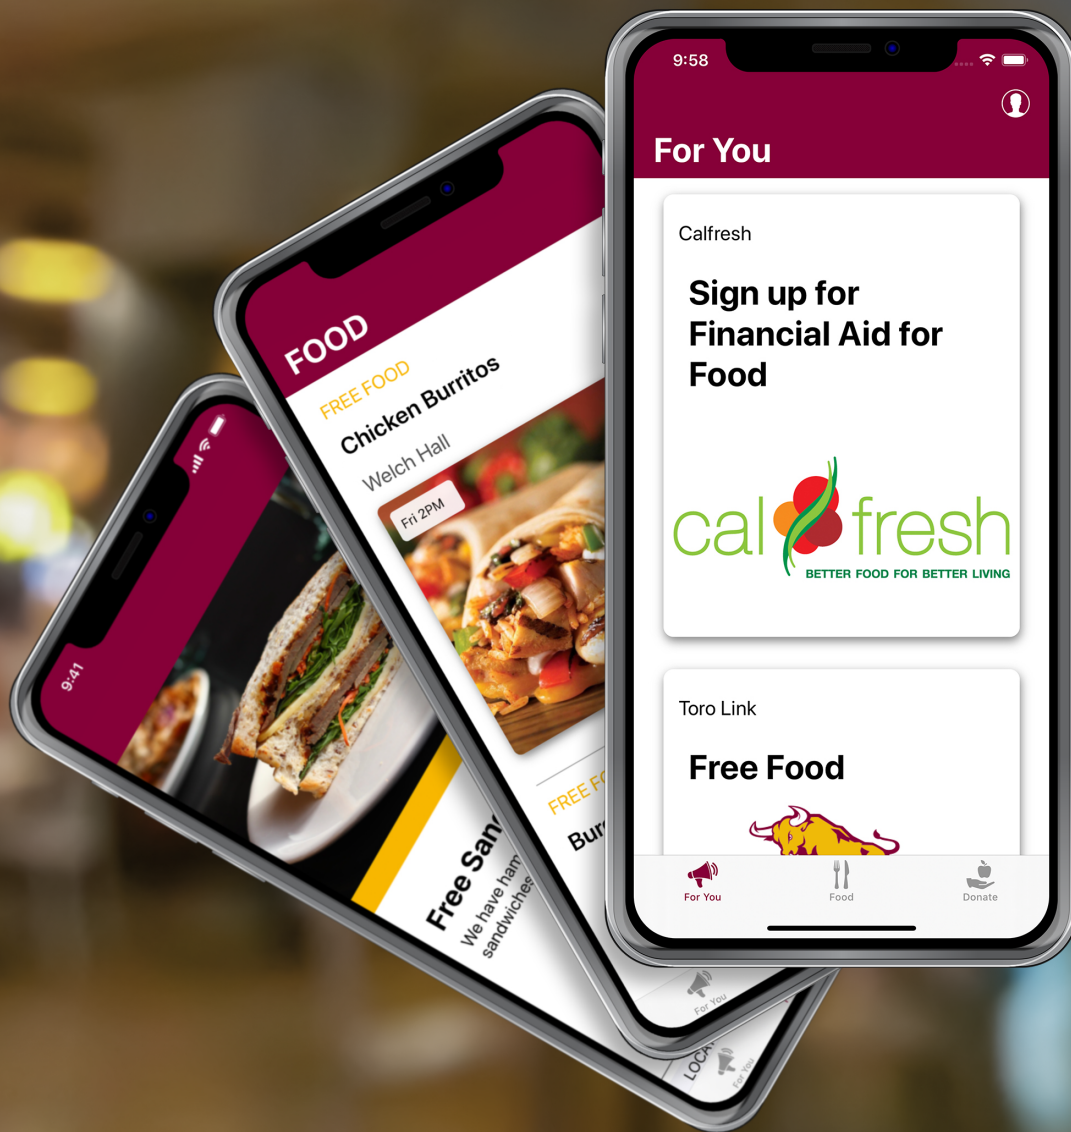 9:58
For You
Calfresh
Sign up for
Financial Aid for
Food
cal fresh
BETTER FOOD FOR BETTER LIVING
Toro Link
Free Food
For You
Food
Donate
FOOD
FREE FOOD
Chicken Burritos
Welch Hall
Fri 2PM
FREE
For You
9:41
Free
We have ham
sandwiches
For You